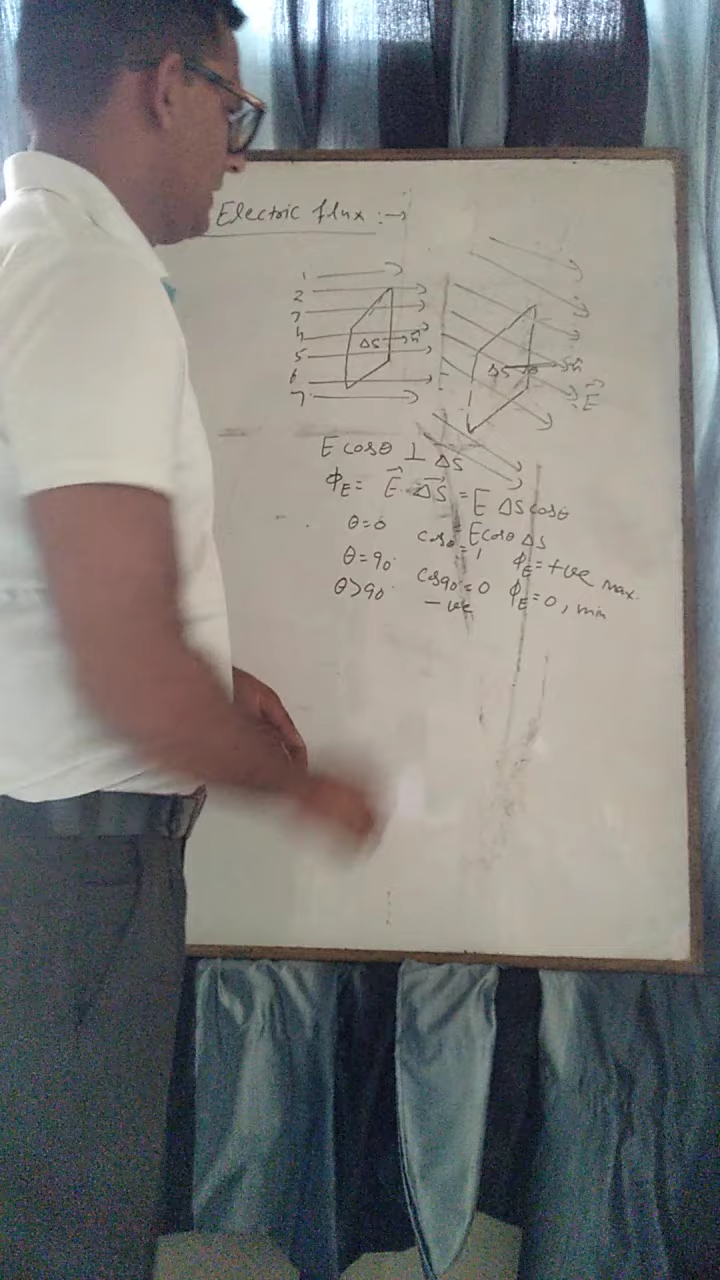 Electric flux :→
1
2
3
4
5
6
7
ΔS n̂
ΔS n̂
E⃗
E cosθ ⊥ ΔS
ϕE = E⃗ · ΔS⃗ = E ΔS cosθ
= E cosθ ΔS
θ=0 cosθ = 1 ϕE = +ve max.
θ=90° cos90° = 0 ϕE = 0, min
θ>90° -ve